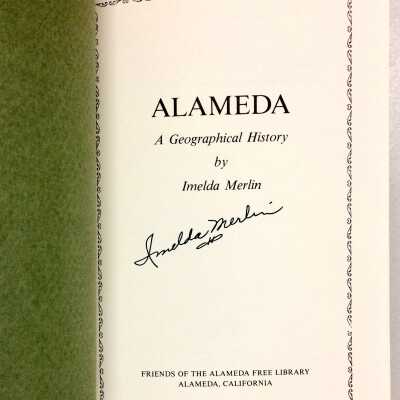 ALAMEDA
A Geographical History
by
Imelda Merlin
Imelda Merlin
FRIENDS OF THE ALAMEDA FREE LIBRARY
ALAMEDA, CALIFORNIA